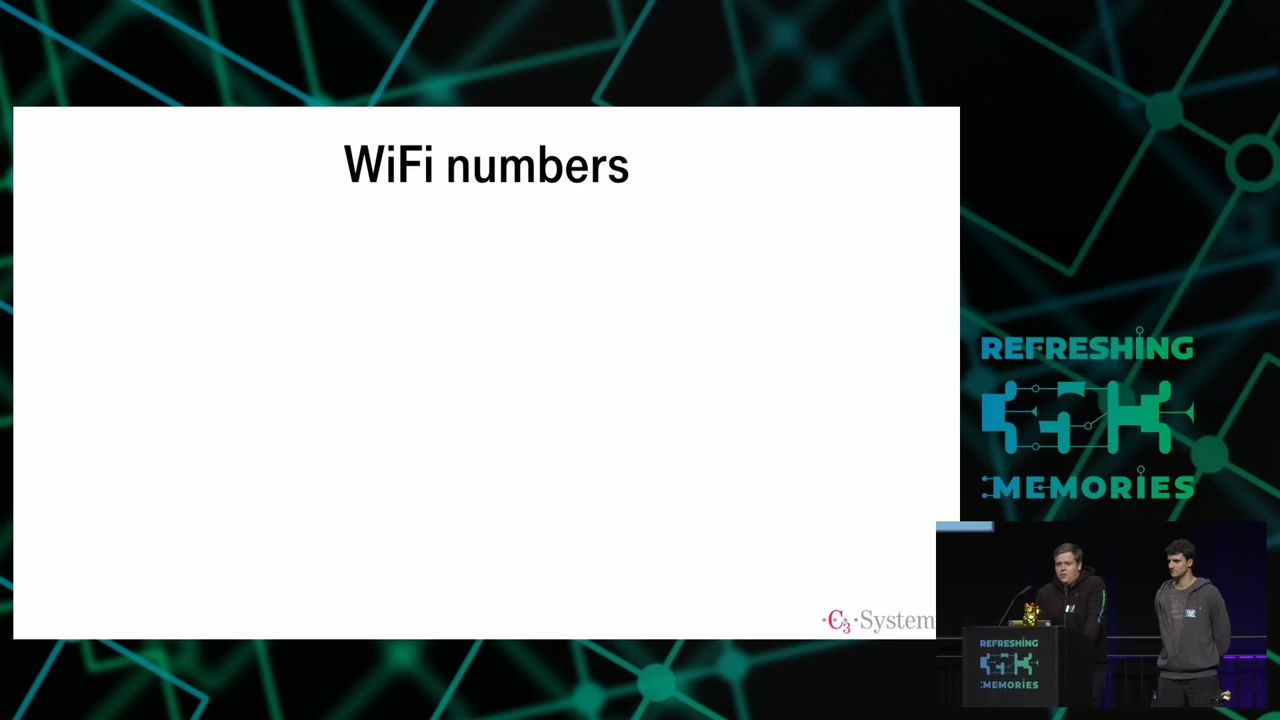 WiFi numbers
REFRESHING
MEMORIES
·C3·System
REFRESHING
MEMORIES